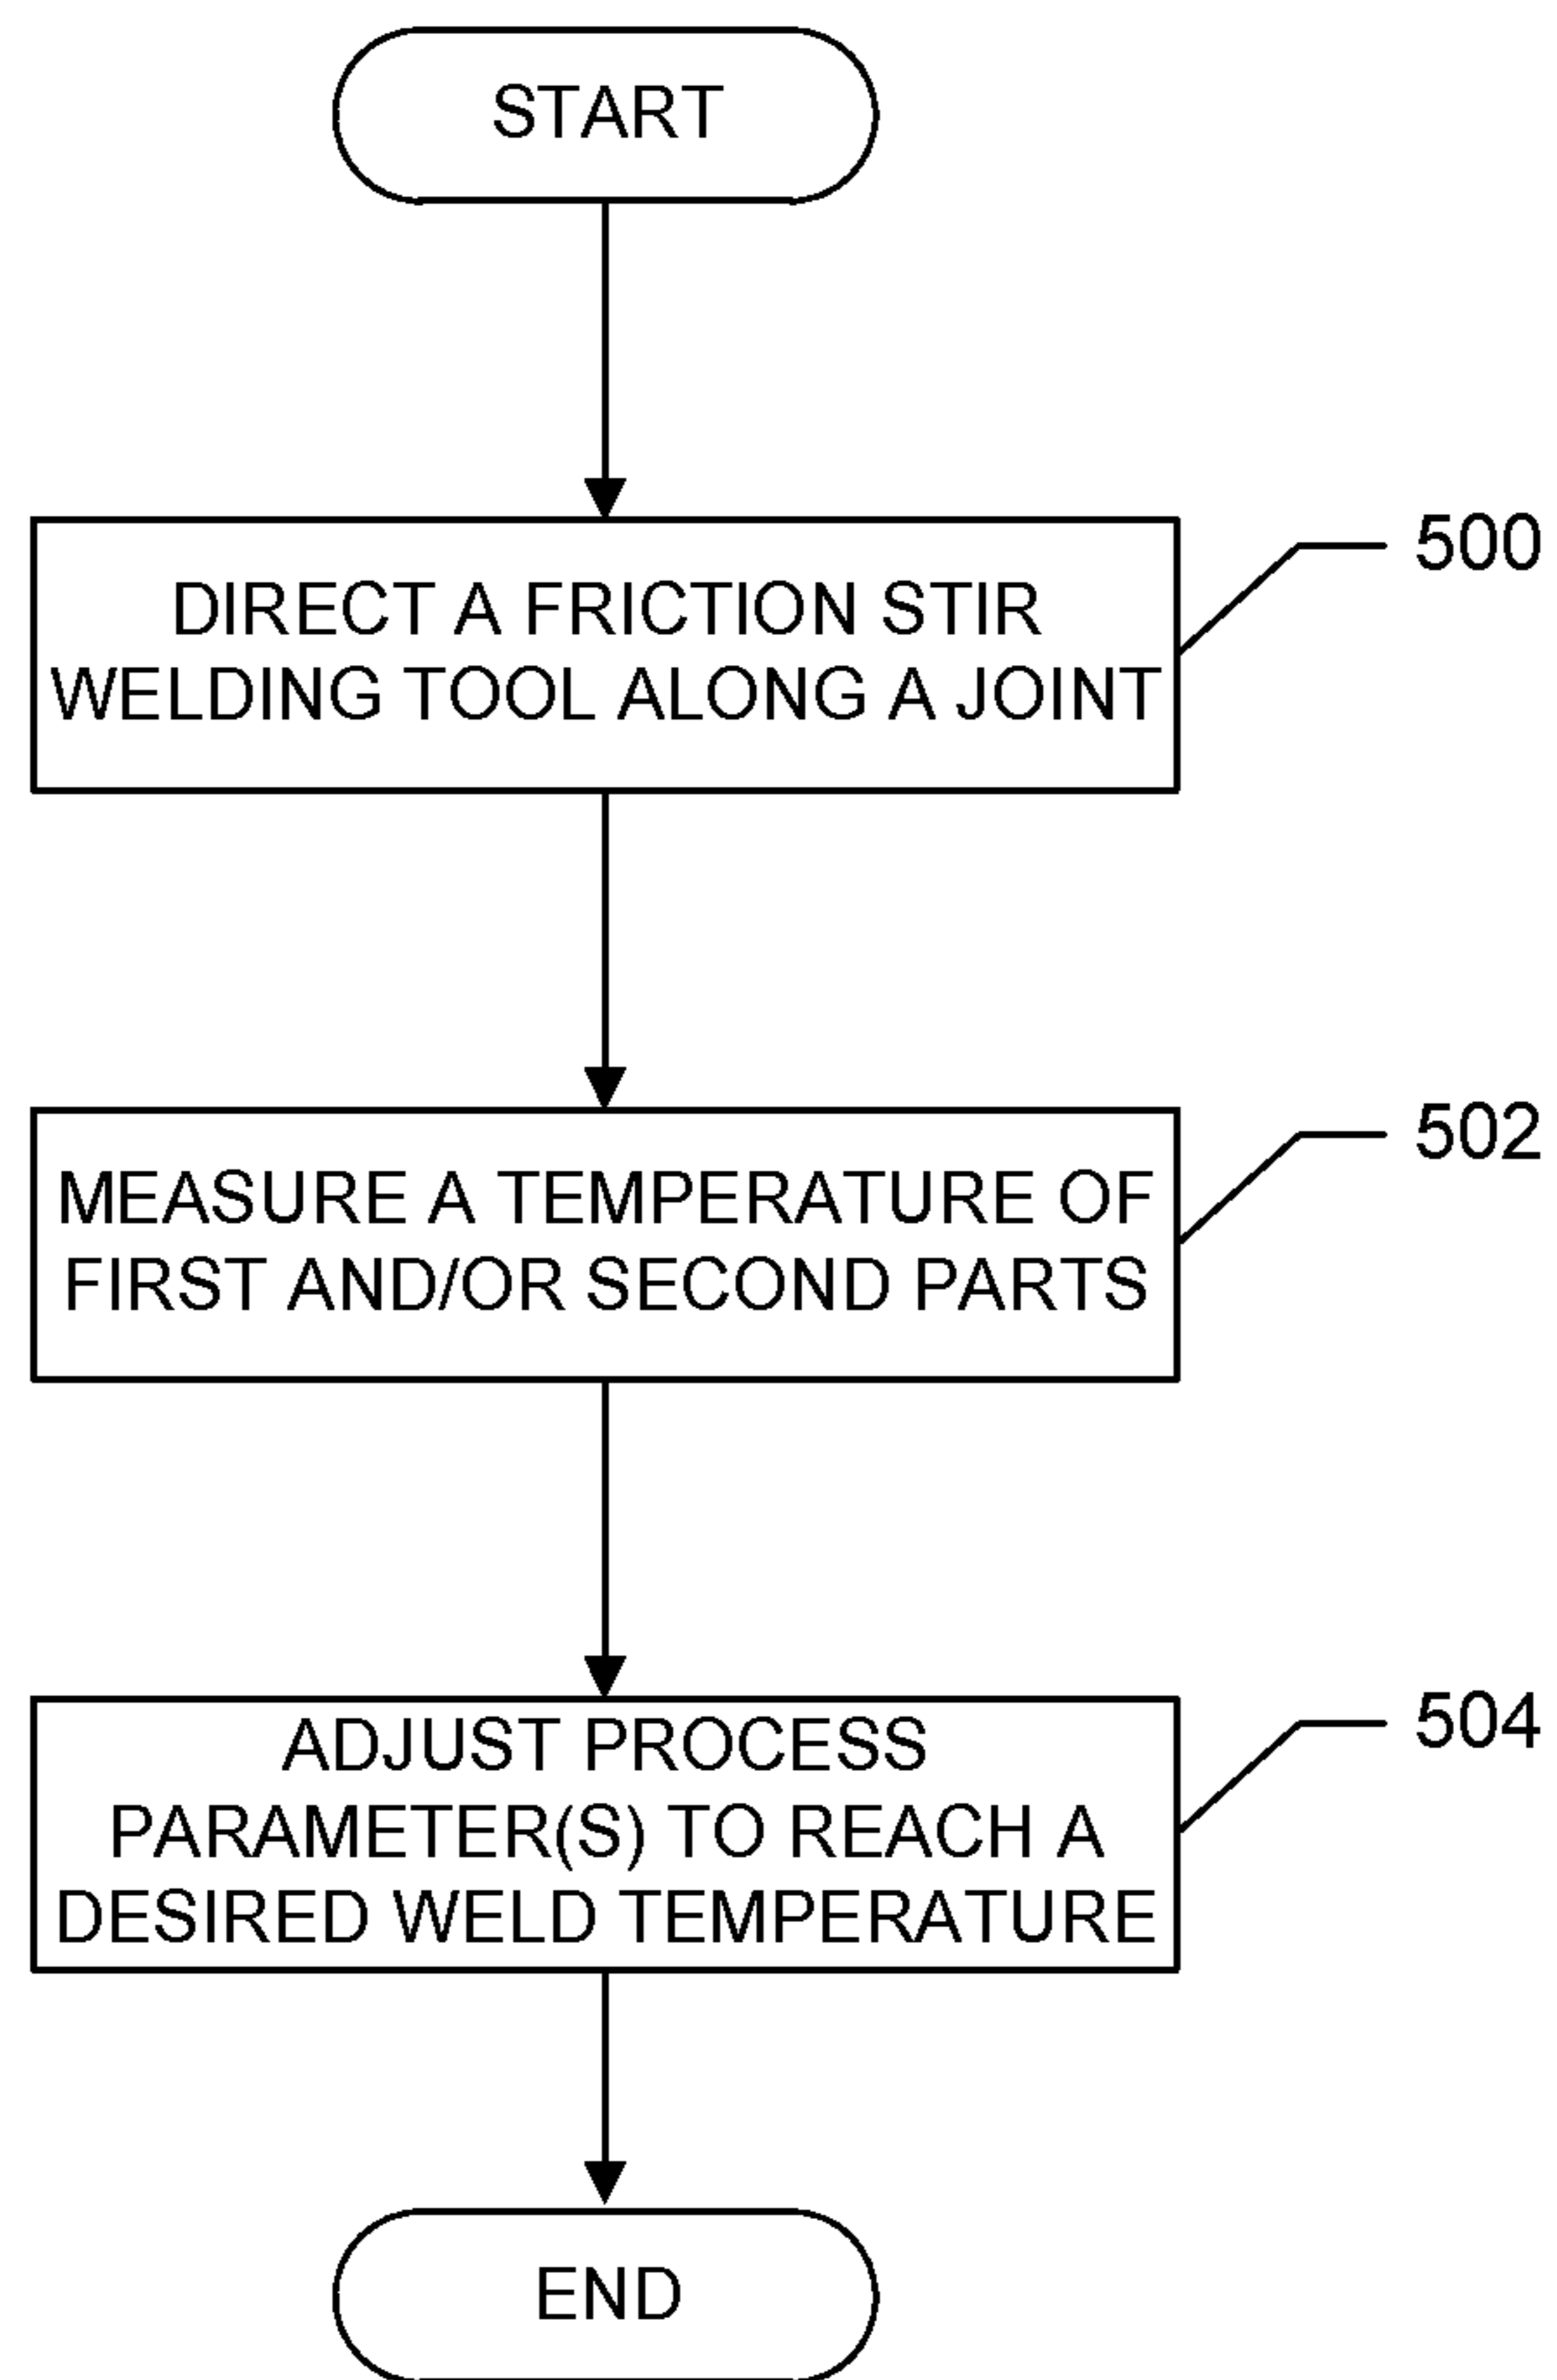 START
500
DIRECT A FRICTION STIR
WELDING TOOL ALONG A JOINT
502
MEASURE A TEMPERATURE OF
FIRST AND/OR SECOND PARTS
504
ADJUST PROCESS
PARAMETER(S) TO REACH A
DESIRED WELD TEMPERATURE
END